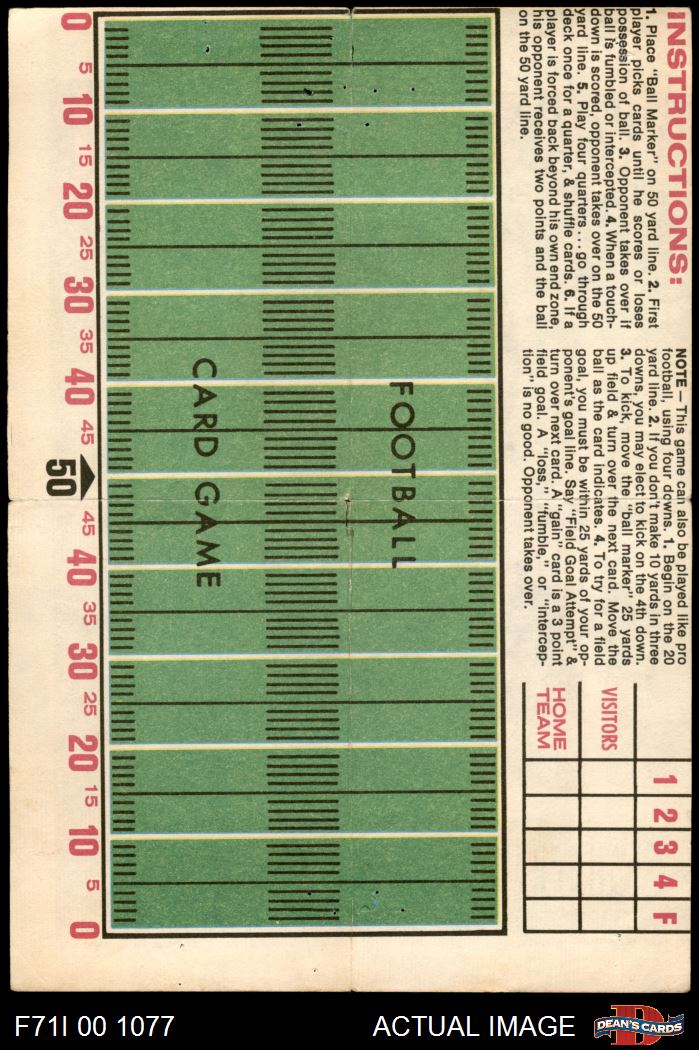 INSTRUCTIONS:
1. Place "Ball Marker" on 50 yard line. 2. First
player picks cards until he scores or loses
possession of ball. 3. Opponent takes over if
ball is fumbled or intercepted. 4. When a touch-
down is scored, opponent takes over on the 50
yard line. 5. Play four quarters...go through
deck once for a quarter, & shuffle cards. 6. If a
player is forced back beyond his own end zone,
his opponent receives two points and the ball
on the 50 yard line.
NOTE — This game can also be played like pro
football, using four downs. 1. Begin on the 20
yard line. 2. If you don't make 10 yards in three
downs, you may elect to kick on the 4th down.
3. To kick, move the "ball marker" 25 yards
up field & turn over the next card. Move the
ball as the card indicates. 4. To try for a field
goal, you must be within 25 yards of your op-
ponent's goal line. Say "Field Goal Attempt" &
turn over next card. A "gain" card is a 3 point
field goal. A "loss," "fumble," or "intercep-
tion" is no good. Opponent takes over.
1 2 3 4 F
VISITORS
HOME
TEAM
FOOTBALL
CARD GAME
0 5 10 15 20 25 30 35 40 45 50 45 40 35 30 25 20 15 10 5 0
F71I 00 1077
ACTUAL IMAGE
D
DEAN'S CARDS